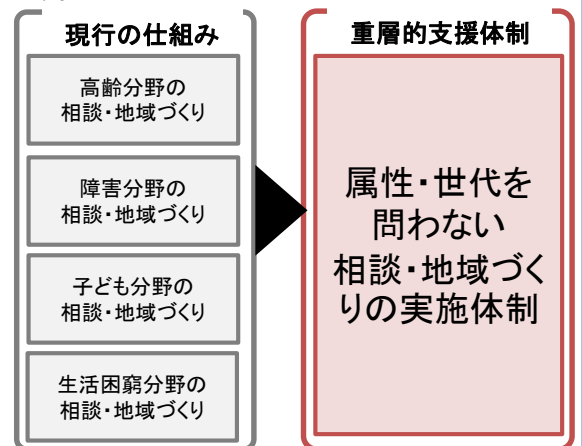 現行の仕組み
高齢分野の
相談・地域づくり
障害分野の
相談・地域づくり
子ども分野の
相談・地域づくり
生活困窮分野の
相談・地域づくり
重層的支援体制
属性・世代を
問わない
相談・地域づく
りの実施体制